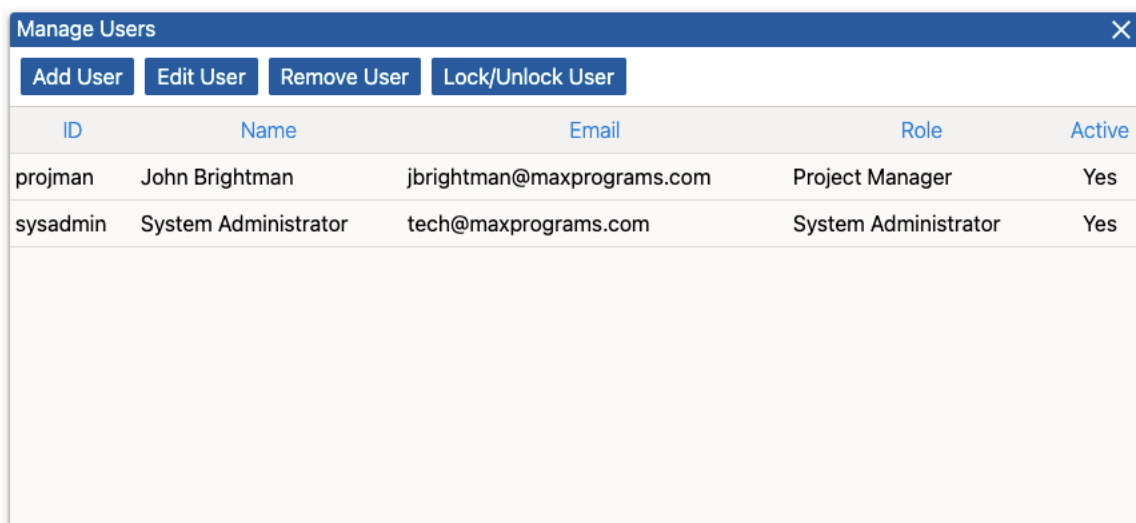 Manage Users
Add User Edit User Remove User Lock/Unlock User
ID Name Email Role Active
projman John Brightman jbrightman@maxprograms.com Project Manager Yes
sysadmin System Administrator tech@maxprograms.com System Administrator Yes